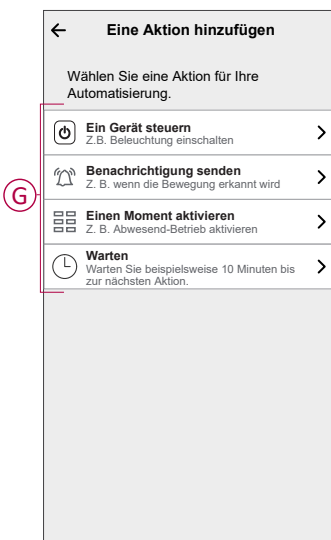 Eine Aktion hinzufügen
Wählen Sie eine Aktion für Ihre
Automatisierung.
G
Ein Gerät steuern
Z.B. Beleuchtung einschalten
Benachrichtigung senden
Z. B. wenn die Bewegung erkannt wird
Einen Moment aktivieren
Z. B. Abwesend-Betrieb aktivieren
Warten
Warten Sie beispielsweise 10 Minuten bis
zur nächsten Aktion.